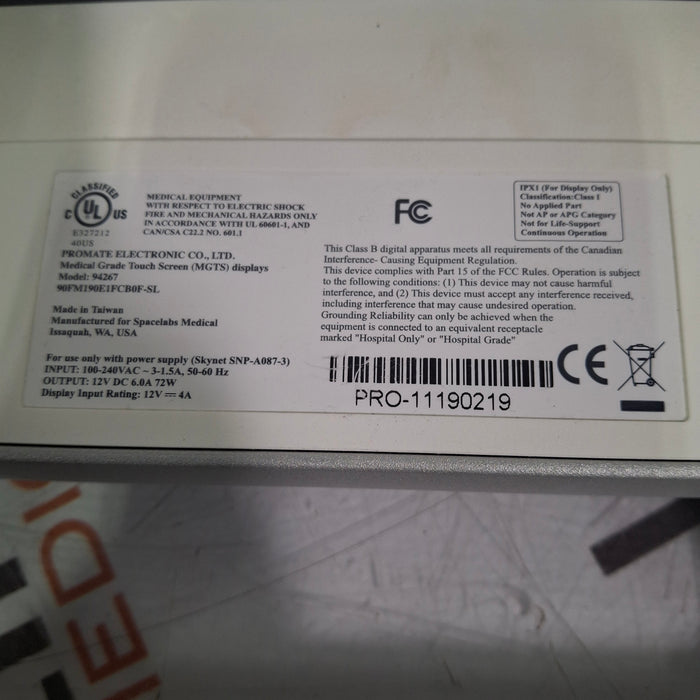 CLASSIFIED
C UL US
E327212
40US
MEDICAL EQUIPMENT
WITH RESPECT TO ELECTRIC SHOCK
FIRE AND MECHANICAL HAZARDS ONLY
IN ACCORDANCE WITH UL 60601-1, AND
CAN/CSA C22.2 NO. 601.1
PROMATE ELECTRONIC CO., LTD.
Medical Grade Touch Screen (MGTS) displays
Model: 94267
90FM190E1FCB0F-SL
Made in Taiwan
Manufactured for Spacelabs Medical
Issaquah, WA, USA
For use only with power supply (Skynet SNP-A087-3)
INPUT: 100-240VAC ~ 3-1.5A, 50-60 Hz
OUTPUT: 12V DC 6.0A 72W
Display Input Rating: 12V ⎓ 4A
FC
IPX1 (For Display Only)
Classification:Class I
No Applied Part
Not AP or APG Category
Not for Life-Support
Continuous Operation
This Class B digital apparatus meets all requirements of the Canadian
Interference- Causing Equipment Regulation.
This device complies with Part 15 of the FCC Rules. Operation is subject
to the following conditions: (1) This device may not cause harmful
interference, and (2) This device must accept any interference received,
including interference that may cause undesired operation.
Grounding Reliability can only be achieved when the
equipment is connected to an equivalent receptacle
marked "Hospital Only" or "Hospital Grade"
CE
PRO-11190219
MEDI